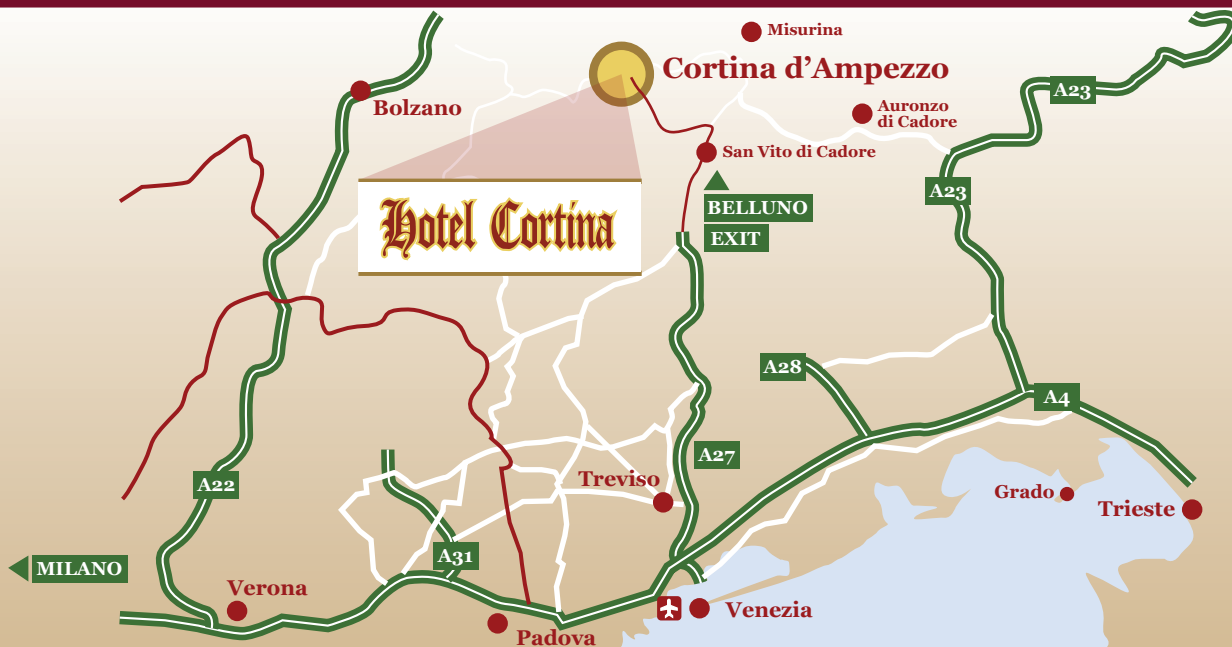 Misurina
Cortina d'Ampezzo
A23
Bolzano
Auronzo
di Cadore
San Vito di Cadore
A23
BELLUNO
EXIT
Hotel Cortina
A28
A4
A27
Treviso
A22
Grado
Trieste
A31
MILANO
Verona
Venezia
Padova